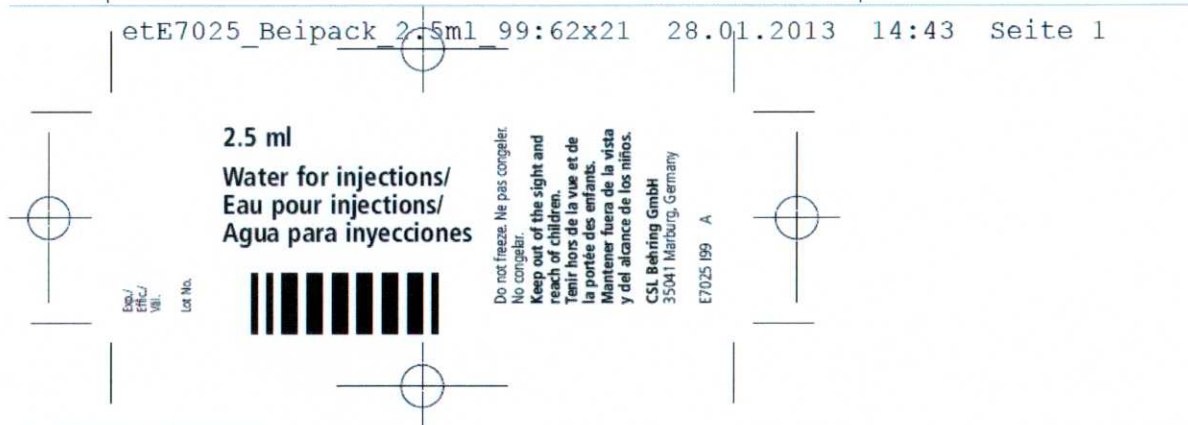 etE7025_Beipack_2.5ml_99:62x21 28.01.2013 14:43 Seite 1
2.5 ml
Water for injections/
Eau pour injections/
Agua para inyecciones
Exp./
Effic./
Val.
Lot No.
Do not freeze. Ne pas congeler.
No congelar.
Keep out of the sight and
reach of children.
Tenir hors de la vue et de
la portée des enfants.
Mantener fuera de la vista
y del alcance de los niños.
CSL Behring GmbH
35041 Marburg, Germany
E7025 I99 A